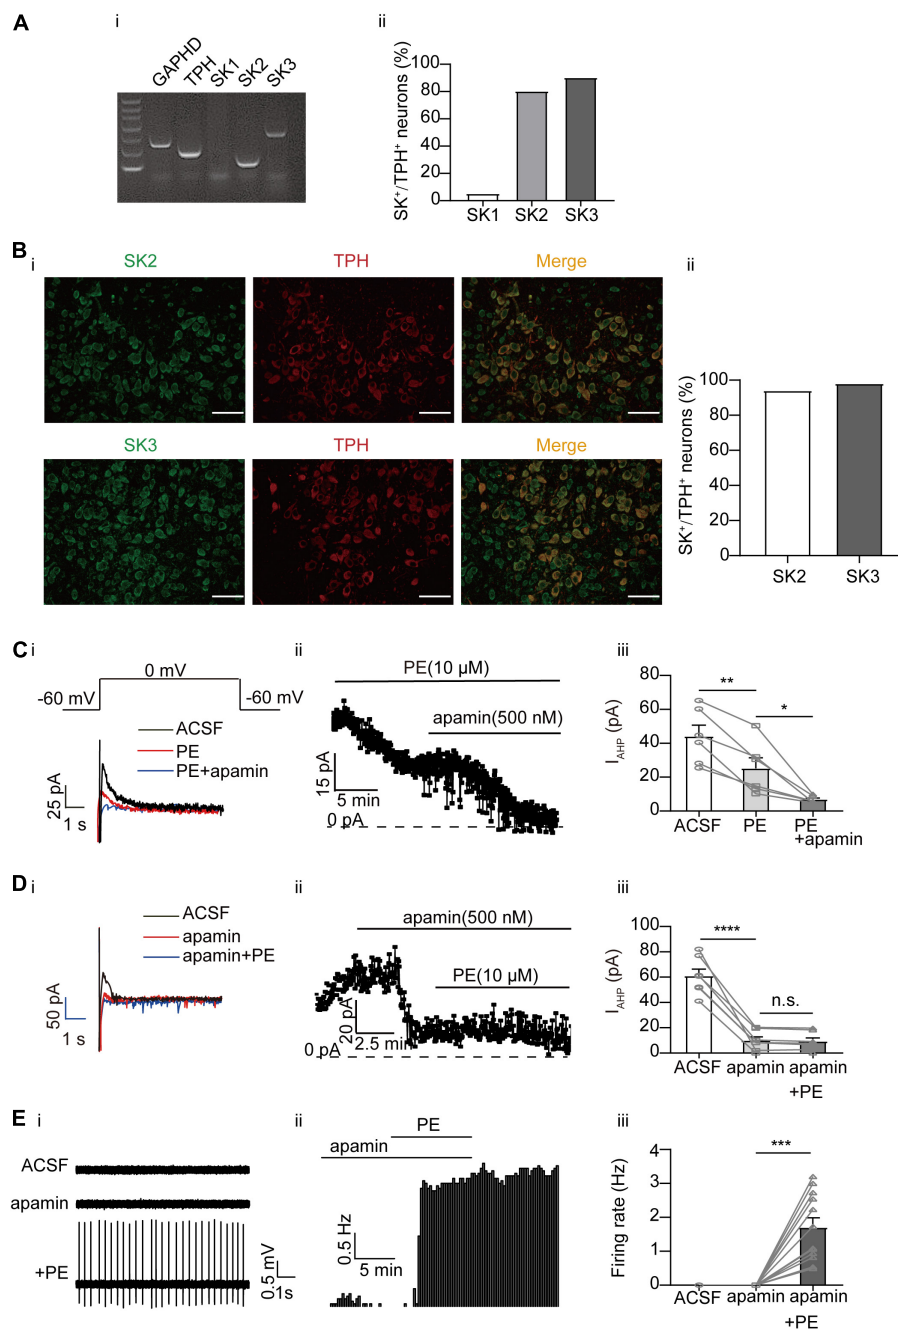 A
i
ii
GAPHD
TPH
SK1
SK2
SK3
SK⁺/TPH⁺ neurons (%)
100
80
60
40
20
0
SK1
SK2
SK3
B
i
SK2
TPH
Merge
ii
SK3
TPH
Merge
SK⁺/TPH⁺ neurons (%)
100
80
60
40
20
0
SK2
SK3
C
i
0 mV
-60 mV
-60 mV
ACSF
PE
PE+apamin
25 pA
1 s
ii
PE(10 µM)
apamin(500 nM)
15 pA
5 min
0 pA
iii
I_AHP (pA)
80
60
40
20
0
**
*
ACSF
PE
PE
+apamin
D
i
ACSF
apamin
apamin+PE
50 pA
1 s
ii
apamin(500 nM)
PE(10 µM)
20 pA
2.5 min
0 pA
iii
I_AHP (pA)
100
80
60
40
20
0
****
n.s.
ACSF
apamin
apamin
+PE
E
i
ACSF
apamin
+PE
0.5 mV
1s
ii
PE
apamin
0.5 Hz
5 min
iii
Firing rate (Hz)
4
3
2
1
0
***
ACSF
apamin
apamin
+PE